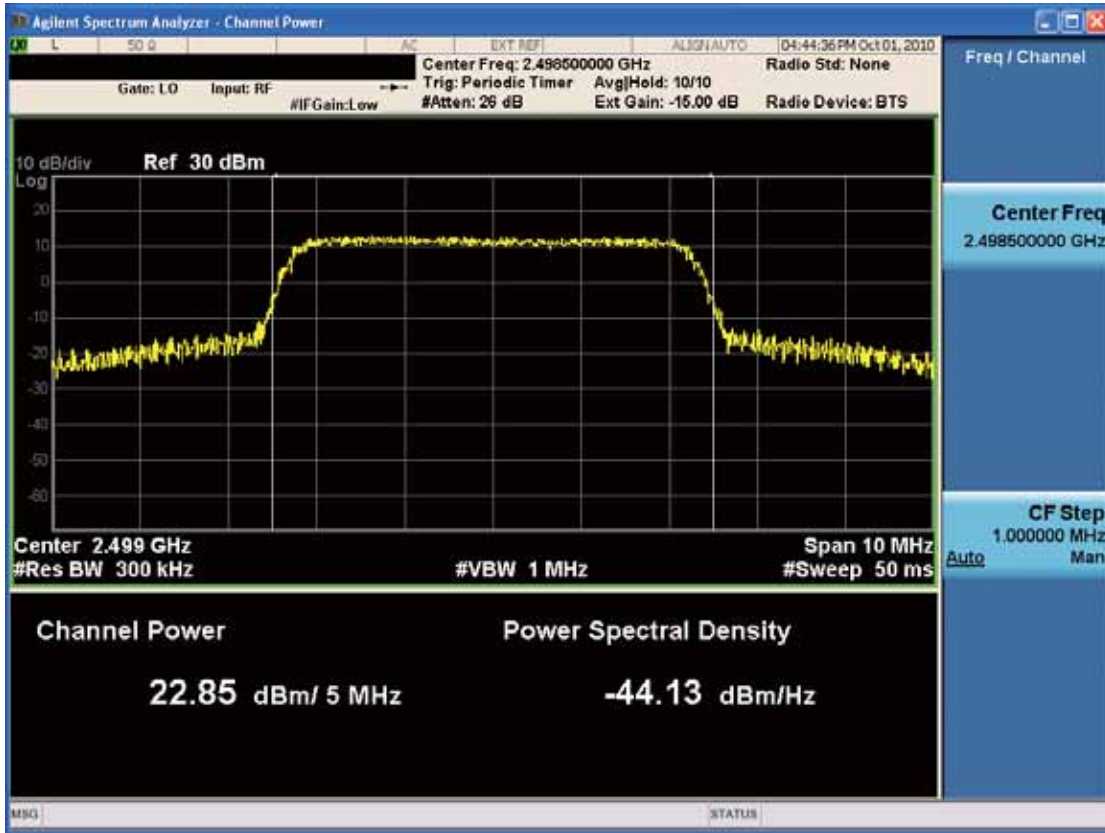 Agilent Spectrum Analyzer - Channel Power
L 50 Ω AC EXT REF ALIGN AUTO 04:44:36 PM Oct 01, 2010
Center Freq: 2.498500000 GHz Radio Std: None
Gate: LO Input: RF Trig: Periodic Timer Avg|Hold: 10/10
#IFGain:Low #Atten: 26 dB Ext Gain: -15.00 dB Radio Device: BTS
10 dB/div Ref 30 dBm
Log
20
10
0
-10
-20
-30
-40
-50
-60
Center 2.499 GHz Span 10 MHz
#Res BW 300 kHz #VBW 1 MHz #Sweep 50 ms
Channel Power Power Spectral Density
22.85 dBm/ 5 MHz -44.13 dBm/Hz
MSG STATUS
Freq / Channel
Center Freq
2.498500000 GHz
CF Step
1.000000 MHz
Auto Man